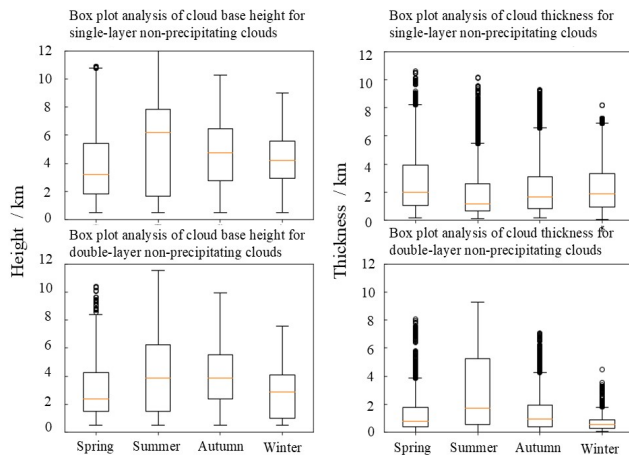 Box plot analysis of cloud base height for
single-layer non-precipitating clouds
12
10
8
6
4
2
0
Box plot analysis of cloud thickness for
single-layer non-precipitating clouds
12
10
8
6
4
2
0
Height / km
Thickness / km
Box plot analysis of cloud base height for
double-layer non-precipitating clouds
12
10
8
6
4
2
0
Spring Summer Autumn Winter
Box plot analysis of cloud thickness for
double-layer non-precipitating clouds
12
10
8
6
4
2
0
Spring Summer Autumn Winter